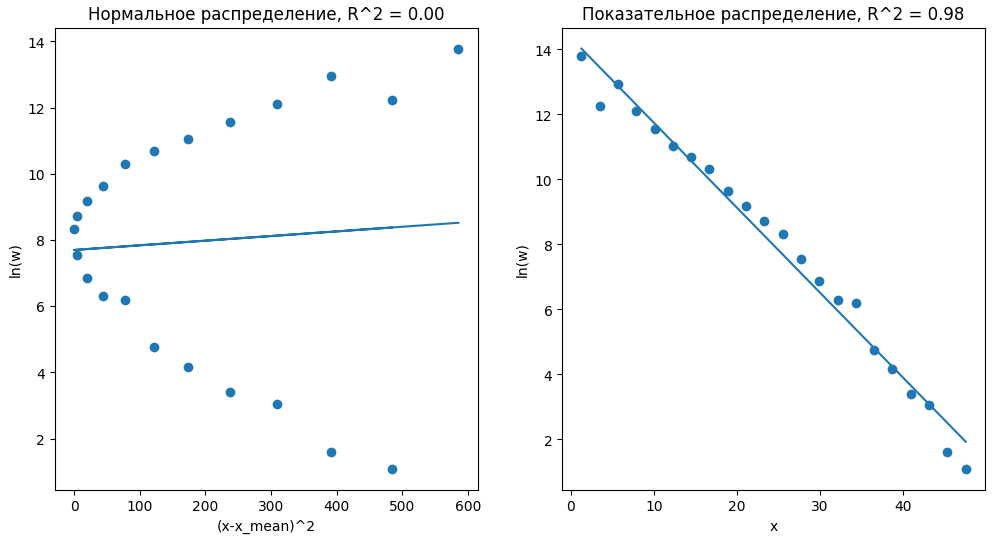 Нормальное распределение, R^2 = 0.00
ln(w)
14
12
10
8
6
4
2
0 100 200 300 400 500 600
(x-x_mean)^2
Показательное распределение, R^2 = 0.98
ln(w)
14
12
10
8
6
4
2
0 10 20 30 40
x